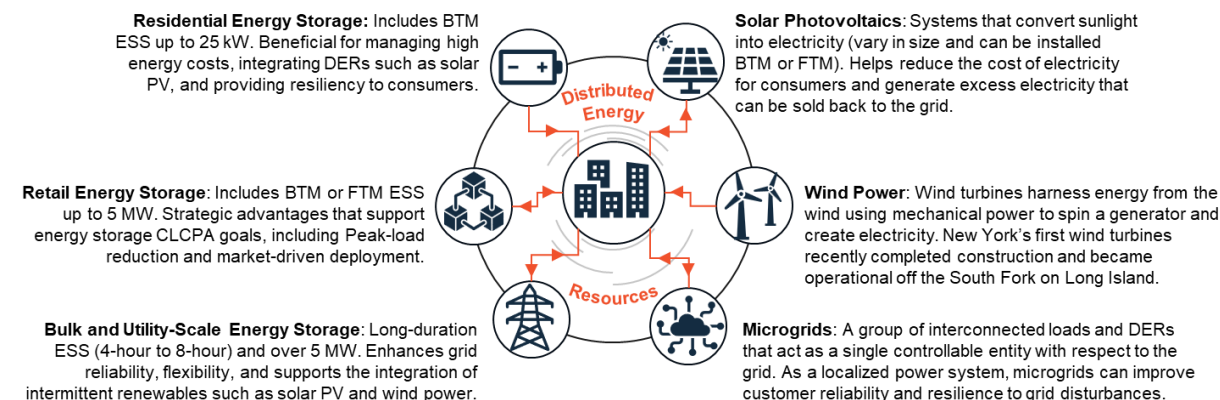 Residential Energy Storage: Includes BTM
ESS up to 25 kW. Beneficial for managing high
energy costs, integrating DERs such as solar
PV, and providing resiliency to consumers.
Solar Photovoltaics: Systems that convert sunlight
into electricity (vary in size and can be installed
BTM or FTM). Helps reduce the cost of electricity
for consumers and generate excess electricity that
can be sold back to the grid.
Distributed
Energy
Retail Energy Storage: Includes BTM or FTM ESS
up to 5 MW. Strategic advantages that support
energy storage CLCPA goals, including Peak-load
reduction and market-driven deployment.
Wind Power: Wind turbines harness energy from the
wind using mechanical power to spin a generator and
create electricity. New York’s first wind turbines
recently completed construction and became
operational off the South Fork on Long Island.
Resources
Bulk and Utility-Scale Energy Storage: Long-duration
ESS (4-hour to 8-hour) and over 5 MW. Enhances grid
reliability, flexibility, and supports the integration of
intermittent renewables such as solar PV and wind power.
Microgrids: A group of interconnected loads and DERs
that act as a single controllable entity with respect to the
grid. As a localized power system, microgrids can improve
customer reliability and resilience to grid disturbances.